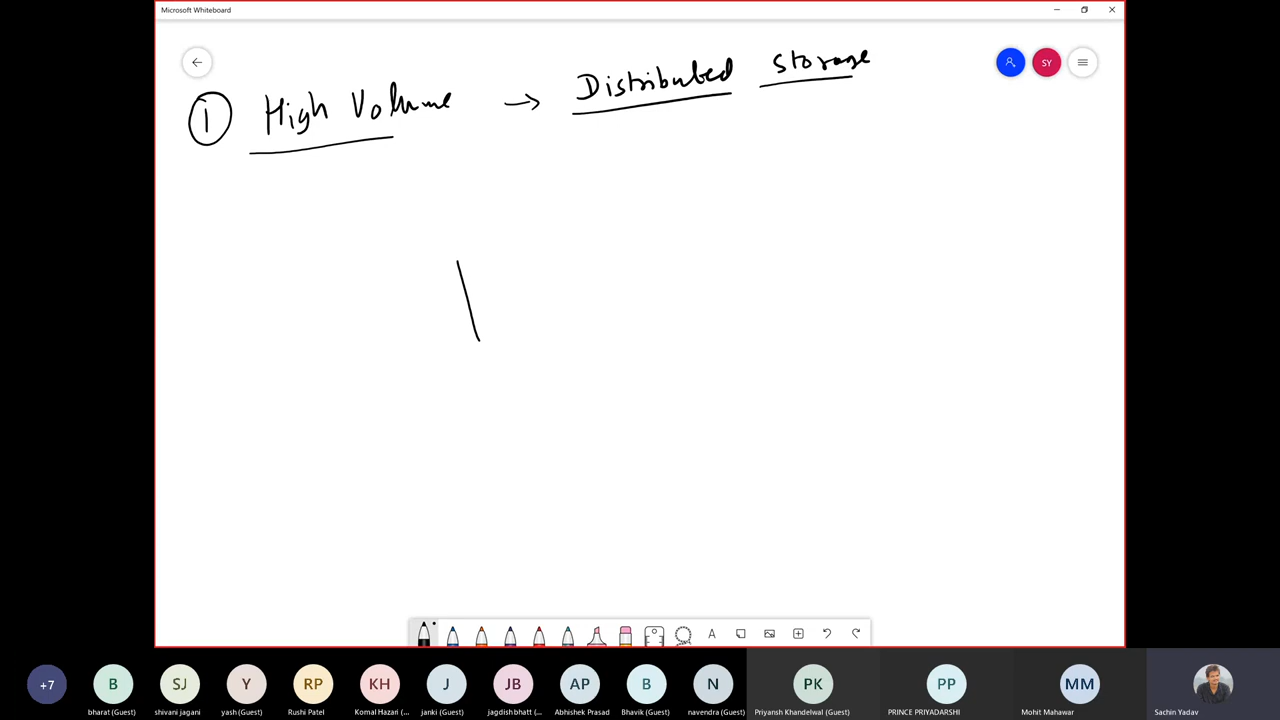 Microsoft Whiteboard
SY
① High Volume → Distributed storage
A
+7
B
SJ
Y
RP
KH
J
JB
AP
B
N
PK
PP
MM
bharat (Guest)
shivani jagani
yash (Guest)
Rushi Patel
Komal Hazari (...
janki (Guest)
jagdish bhatt (...
Abhishek Prasad
Bhavik (Guest)
navendra (Guest)
Priyansh Khandelwal (Guest)
PRINCE PRIYADARSHI
Mohit Mahawar
Sachin Yadav